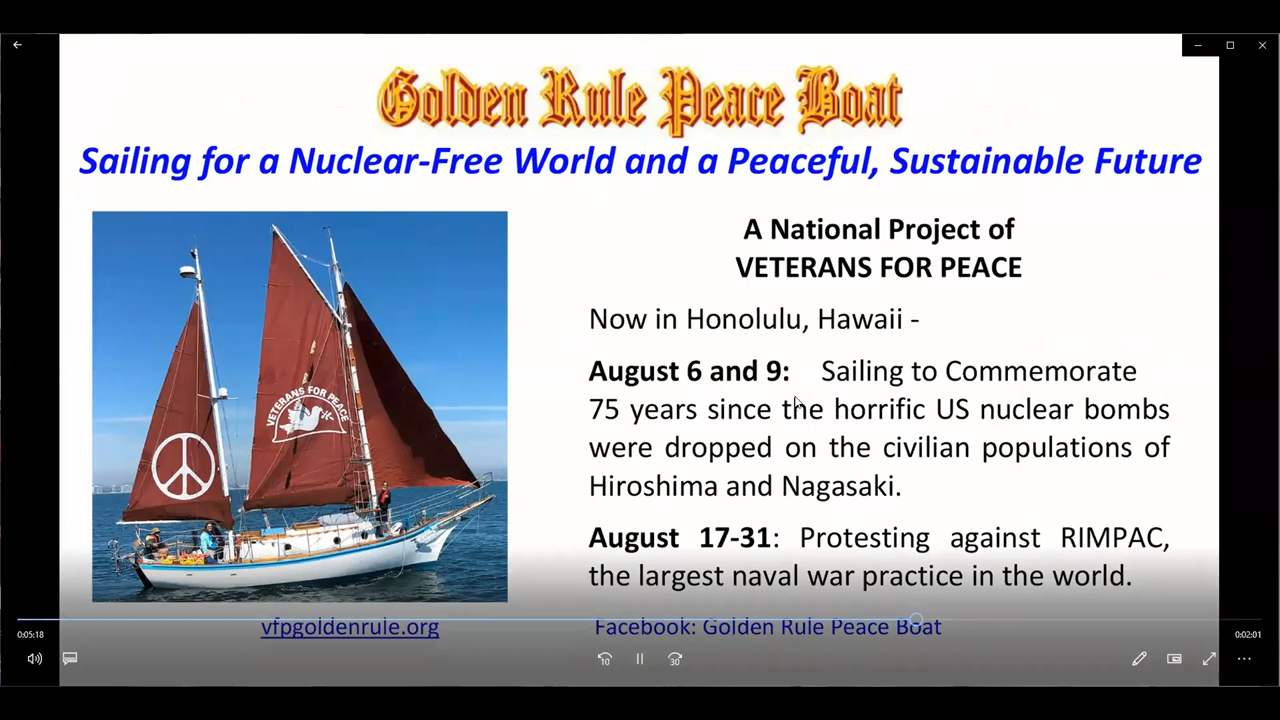 Golden Rule Peace Boat
Sailing for a Nuclear-Free World and a Peaceful, Sustainable Future
A National Project of
VETERANS FOR PEACE
Now in Honolulu, Hawaii -
August 6 and 9: Sailing to Commemorate
75 years since the horrific US nuclear bombs
were dropped on the civilian populations of
Hiroshima and Nagasaki.
August 17-31: Protesting against RIMPAC,
the largest naval war practice in the world.
VETERANS FOR PEACE
vfpgoldenrule.org
Facebook: Golden Rule Peace Boat
0:05:18
0:02:01
10
30